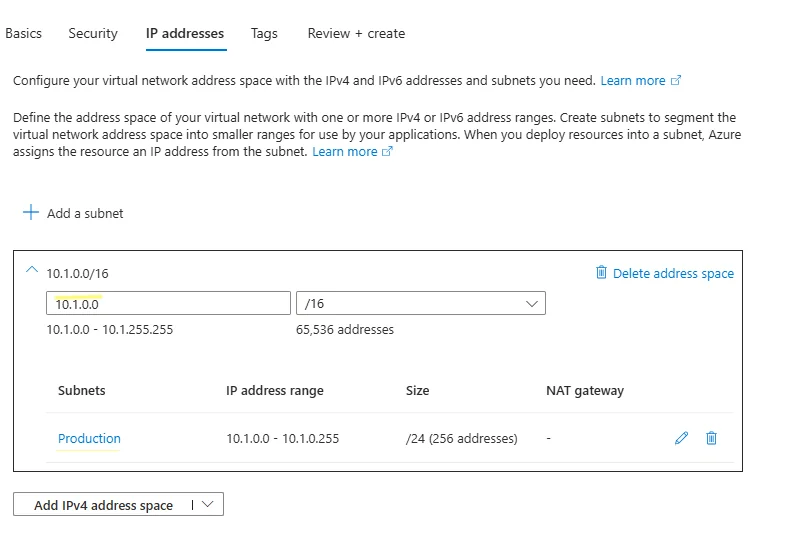 Basics Security IP addresses Tags Review + create
Configure your virtual network address space with the IPv4 and IPv6 addresses and subnets you need. Learn more
Define the address space of your virtual network with one or more IPv4 or IPv6 address ranges. Create subnets to segment the
virtual network address space into smaller ranges for use by your applications. When you deploy resources into a subnet, Azure
assigns the resource an IP address from the subnet. Learn more
Add a subnet
10.1.0.0/16 Delete address space
10.1.0.0 /16
10.1.0.0 - 10.1.255.255 65,536 addresses
Subnets IP address range Size NAT gateway
Production 10.1.0.0 - 10.1.0.255 /24 (256 addresses) -
Add IPv4 address space